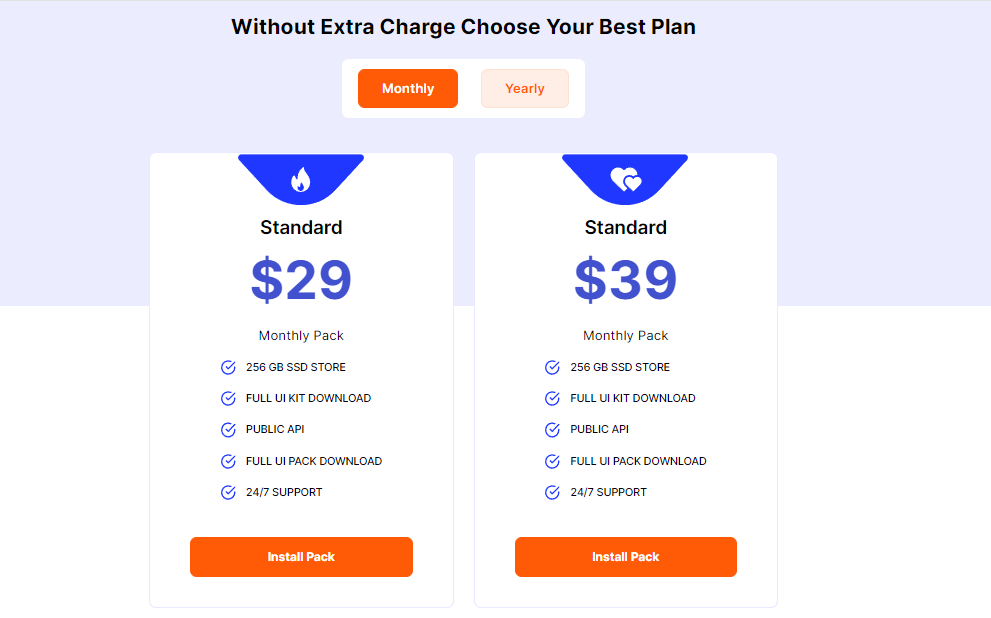 Without Extra Charge Choose Your Best Plan
Monthly
Yearly
Standard
$29
Monthly Pack
256 GB SSD STORE
FULL UI KIT DOWNLOAD
PUBLIC API
FULL UI PACK DOWNLOAD
24/7 SUPPORT
Install Pack
Standard
$39
Monthly Pack
256 GB SSD STORE
FULL UI KIT DOWNLOAD
PUBLIC API
FULL UI PACK DOWNLOAD
24/7 SUPPORT
Install Pack